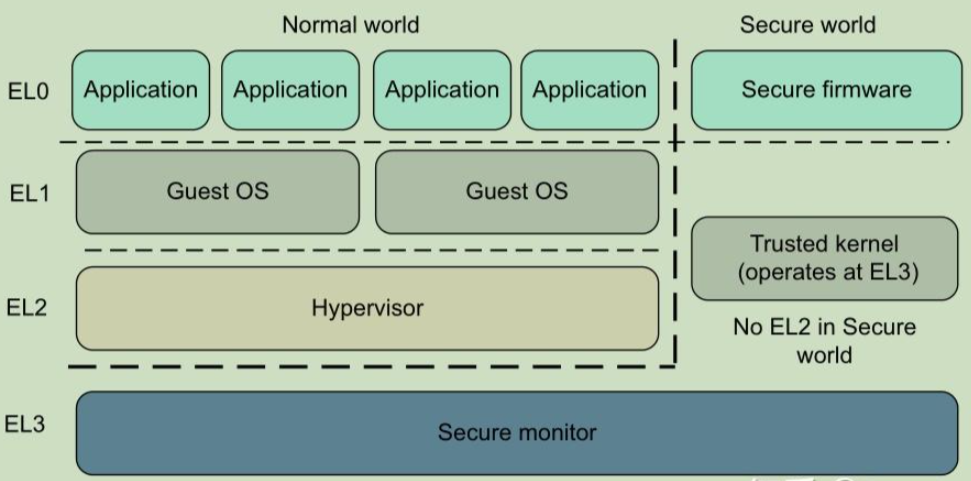 Normal world
Secure world
EL0
Application
Application
Application
Application
Secure firmware
EL1
Guest OS
Guest OS
Trusted kernel
(operates at EL3)
EL2
Hypervisor
No EL2 in Secure
world
EL3
Secure monitor